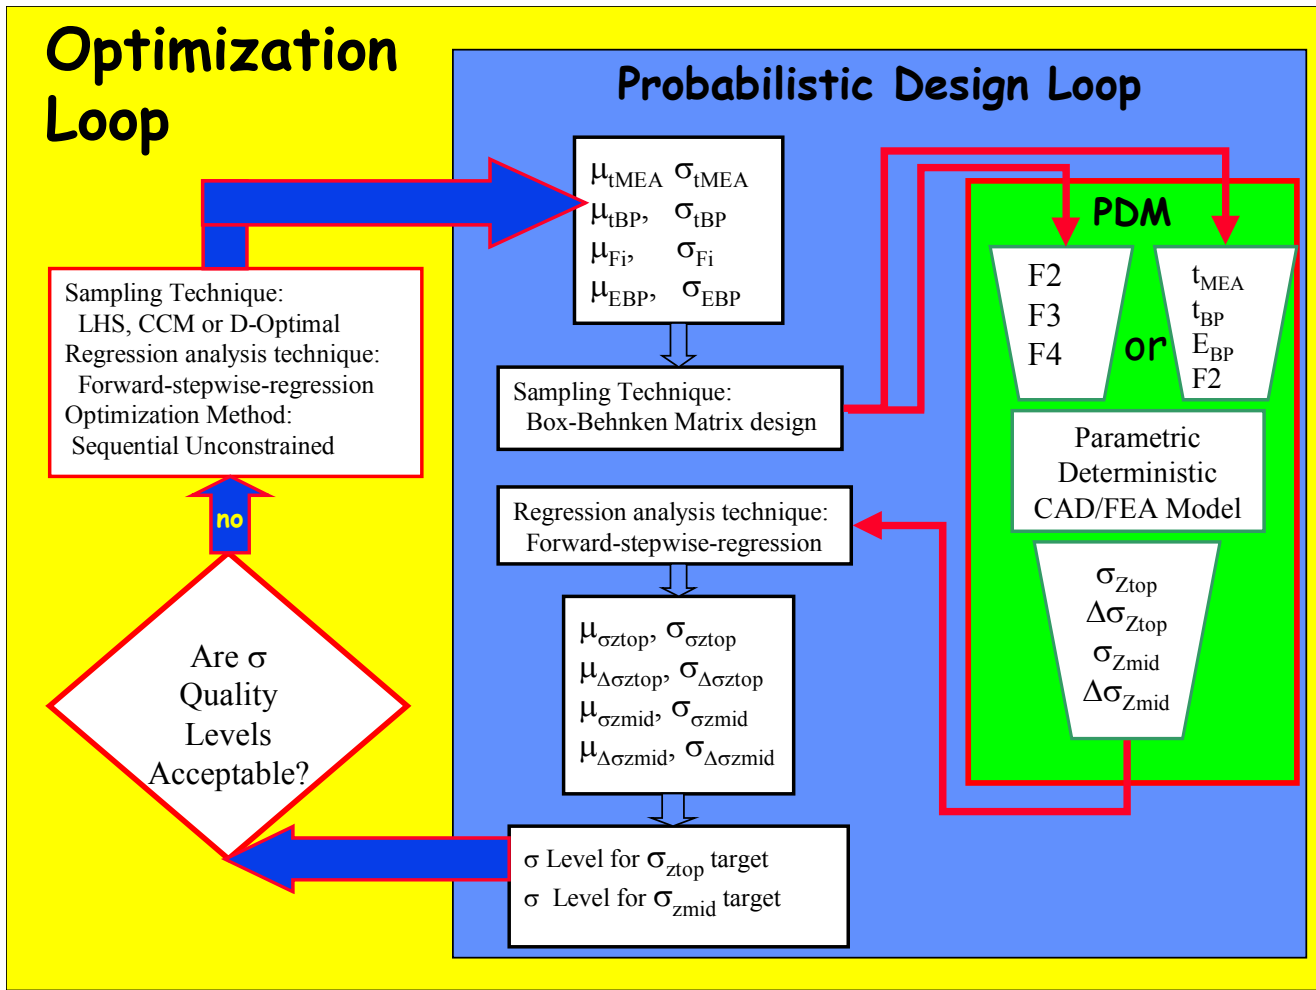 Optimization
Loop
Probabilistic Design Loop
μtMEA σtMEA
μtBP, σtBP
μFi, σFi
μEBP, σEBP
Sampling Technique:
Box-Behnken Matrix design
PDM
F2
F3
F4
or
tMEA
tBP
EBP
F2
Parametric
Deterministic
CAD/FEA Model
σZtop
ΔσZtop
σZmid
ΔσZmid
Regression analysis technique:
Forward-stepwise-regression
μσztop, σσztop
μΔσztop, σΔσztop
μσzmid, σσzmid
μΔσzmid, σΔσzmid
σ Level for σztop target
σ Level for σzmid target
Are σ
Quality
Levels
Acceptable?
no
Sampling Technique:
LHS, CCM or D-Optimal
Regression analysis technique:
Forward-stepwise-regression
Optimization Method:
Sequential Unconstrained